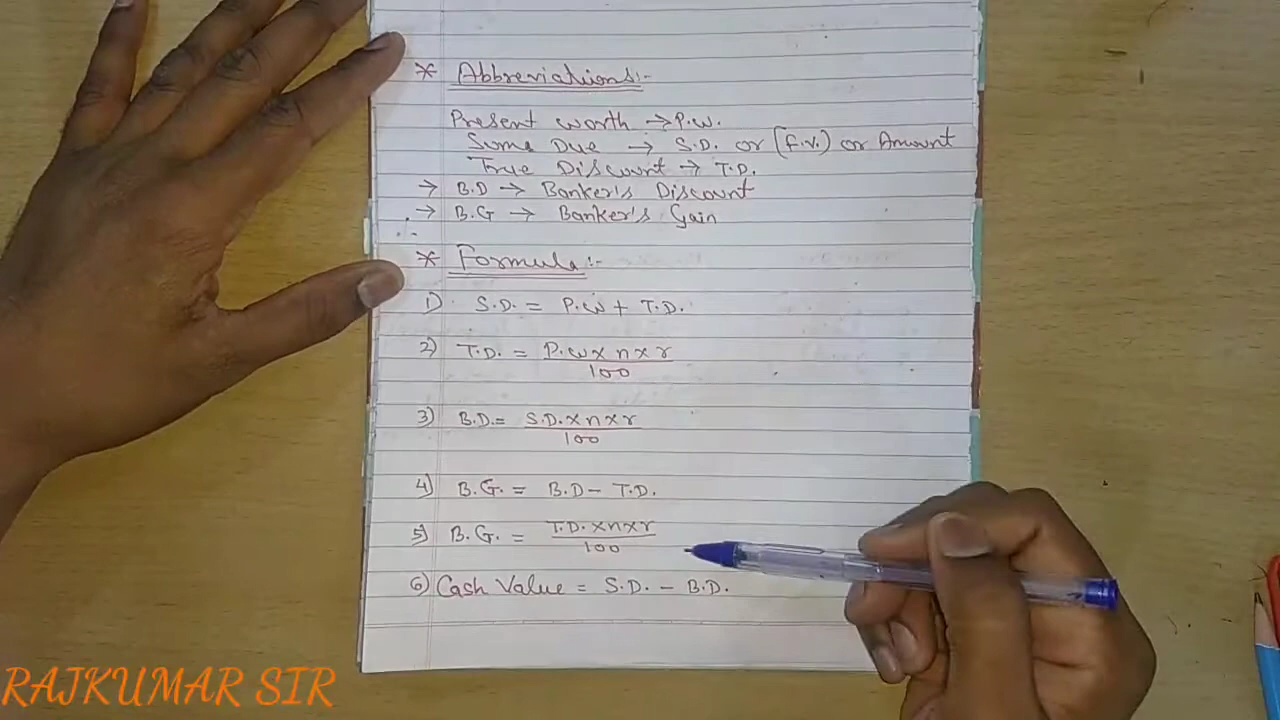 * Abbreviations:-
Present worth → P.W.
Sum Due → S.D. or (F.V.) or Amount
True Discount → T.D.
→ B.D → Banker's Discount
→ B.G → Banker's Gain
* Formula:-
1) S.D. = P.W + T.D.
2) T.D. = P.W × n × r / 100
3) B.D. = S.D. × n × r / 100
4) B.G. = B.D - T.D.
5) B.G. = T.D. × n × r / 100
6) Cash Value = S.D. - B.D.
RAJKUMAR SIR